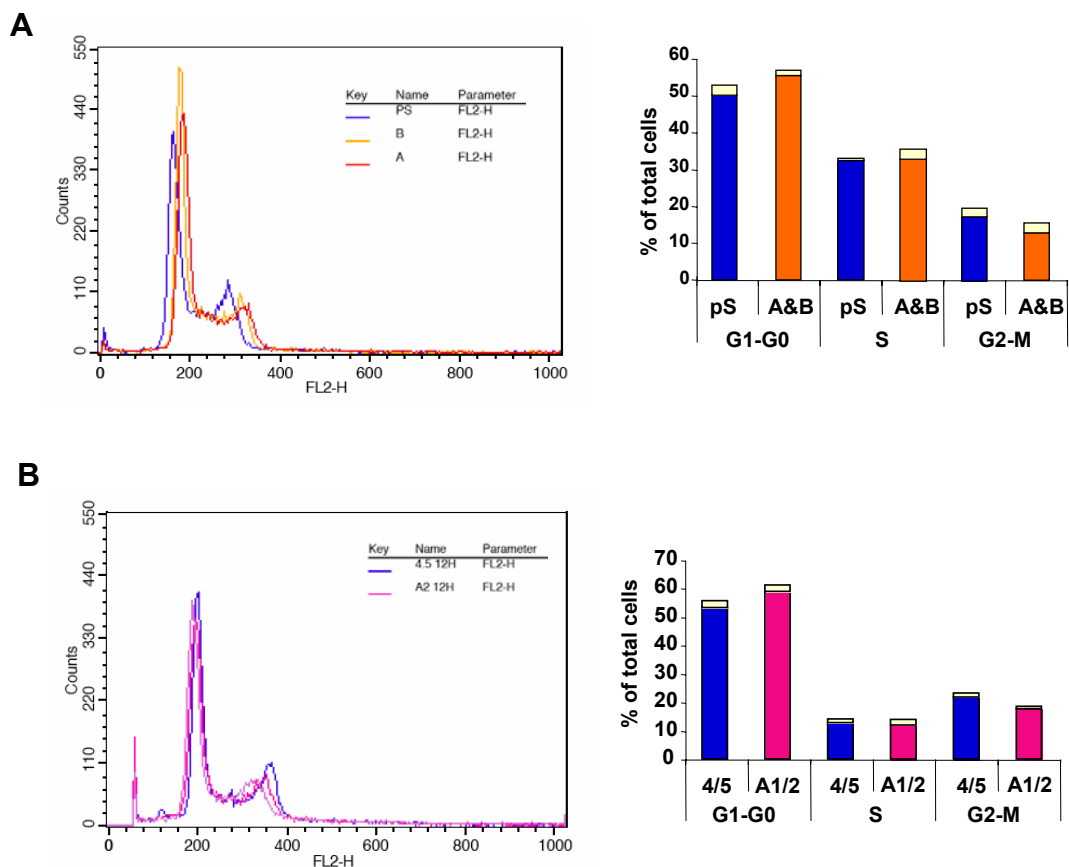 A
550
440
330
220
110
0
Counts
Key Name Parameter
PS FL2-H
B FL2-H
A FL2-H
0 200 400 600 800 1000
FL2-H
60
50
40
30
20
10
0
% of total cells
pS A&B pS A&B pS A&B
G1-G0 S G2-M
B
550
440
330
220
110
0
Counts
Key Name Parameter
4.5 12H FL2-H
A2 12H FL2-H
0 200 400 600 800 1000
FL2-H
70
60
50
40
30
20
10
0
% of total cells
4/5 A1/2 4/5 A1/2 4/5 A1/2
G1-G0 S G2-M